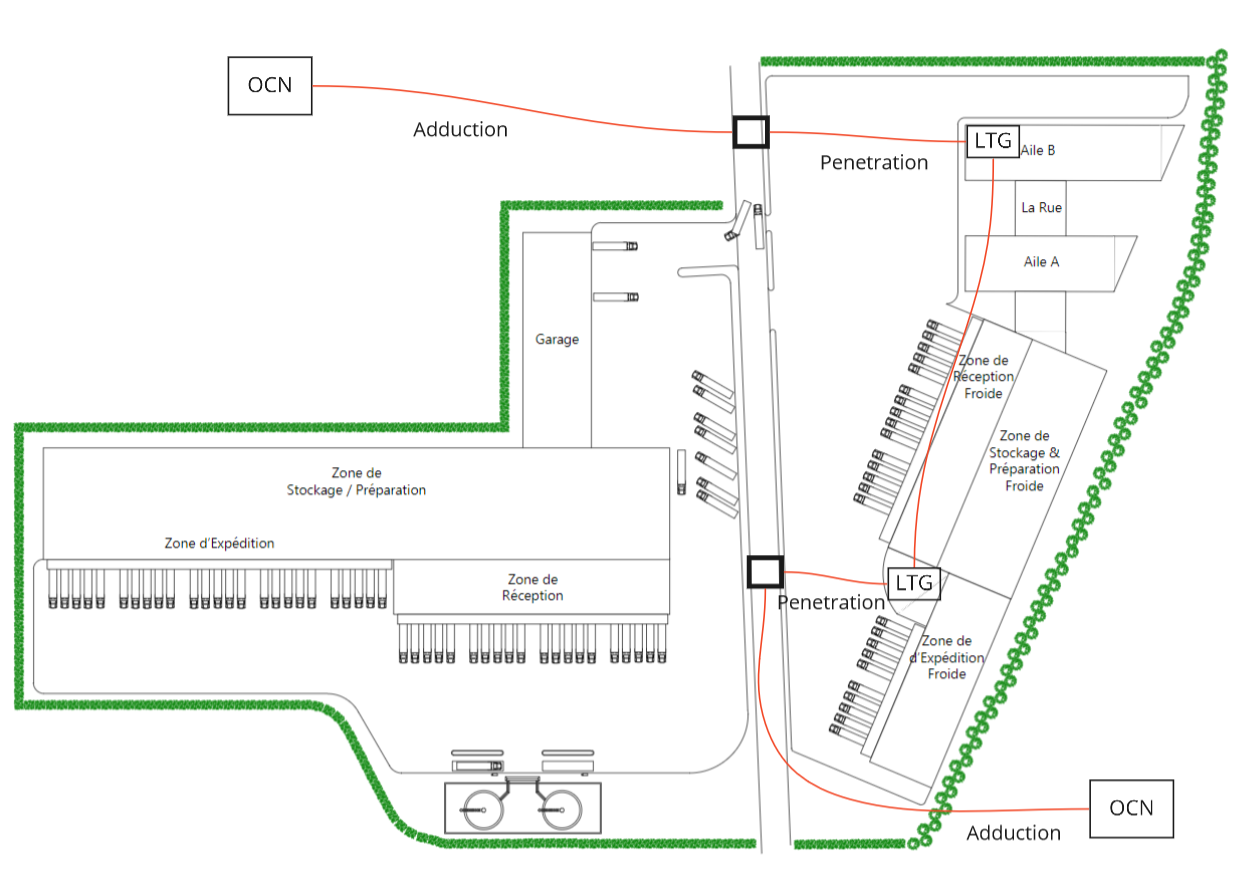 OCN
Adduction
LTG
Aile B
Penetration
La Rue
Aile A
Garage
Zone de
Réception
Froide
Zone de
Stockage &
Préparation
Froide
Zone de
Stockage / Préparation
Zone d'Expédition
Zone de
Réception
LTG
Penetration
Zone de
d'Expédition
Froide
OCN
Adduction